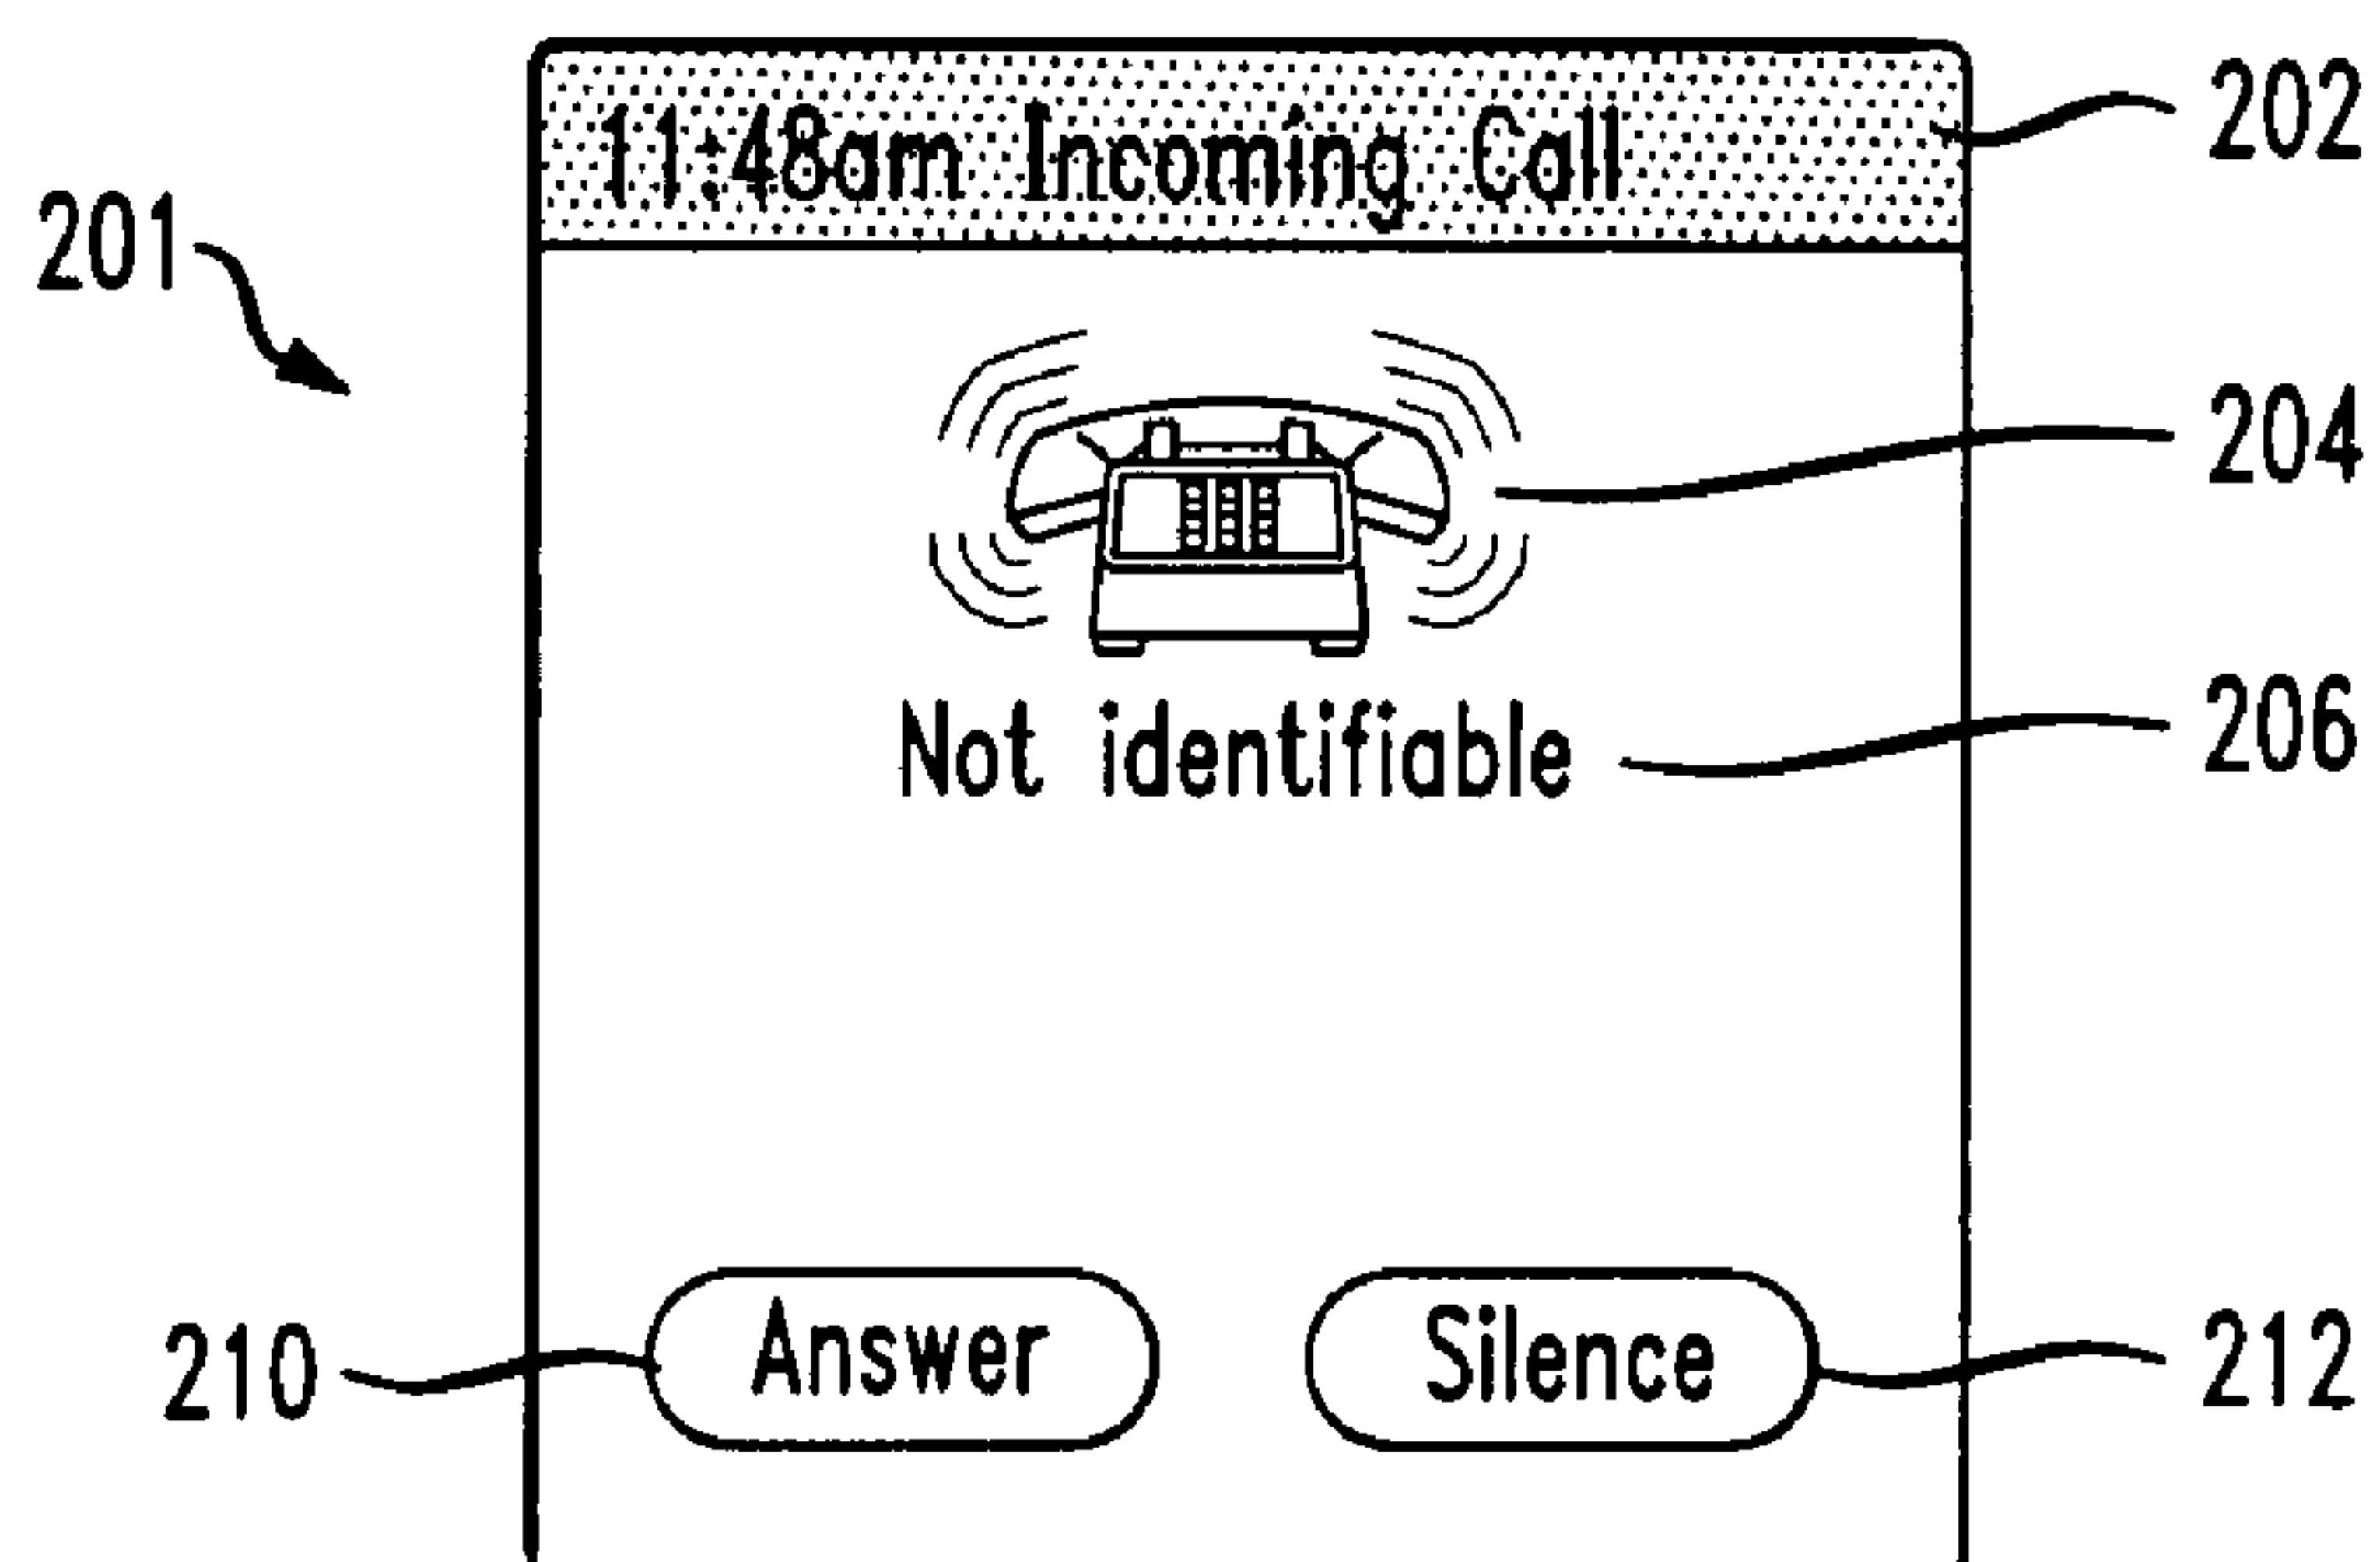 202
11:48am Incoming Call
201
204
Not identifiable
206
210
Answer
Silence
212